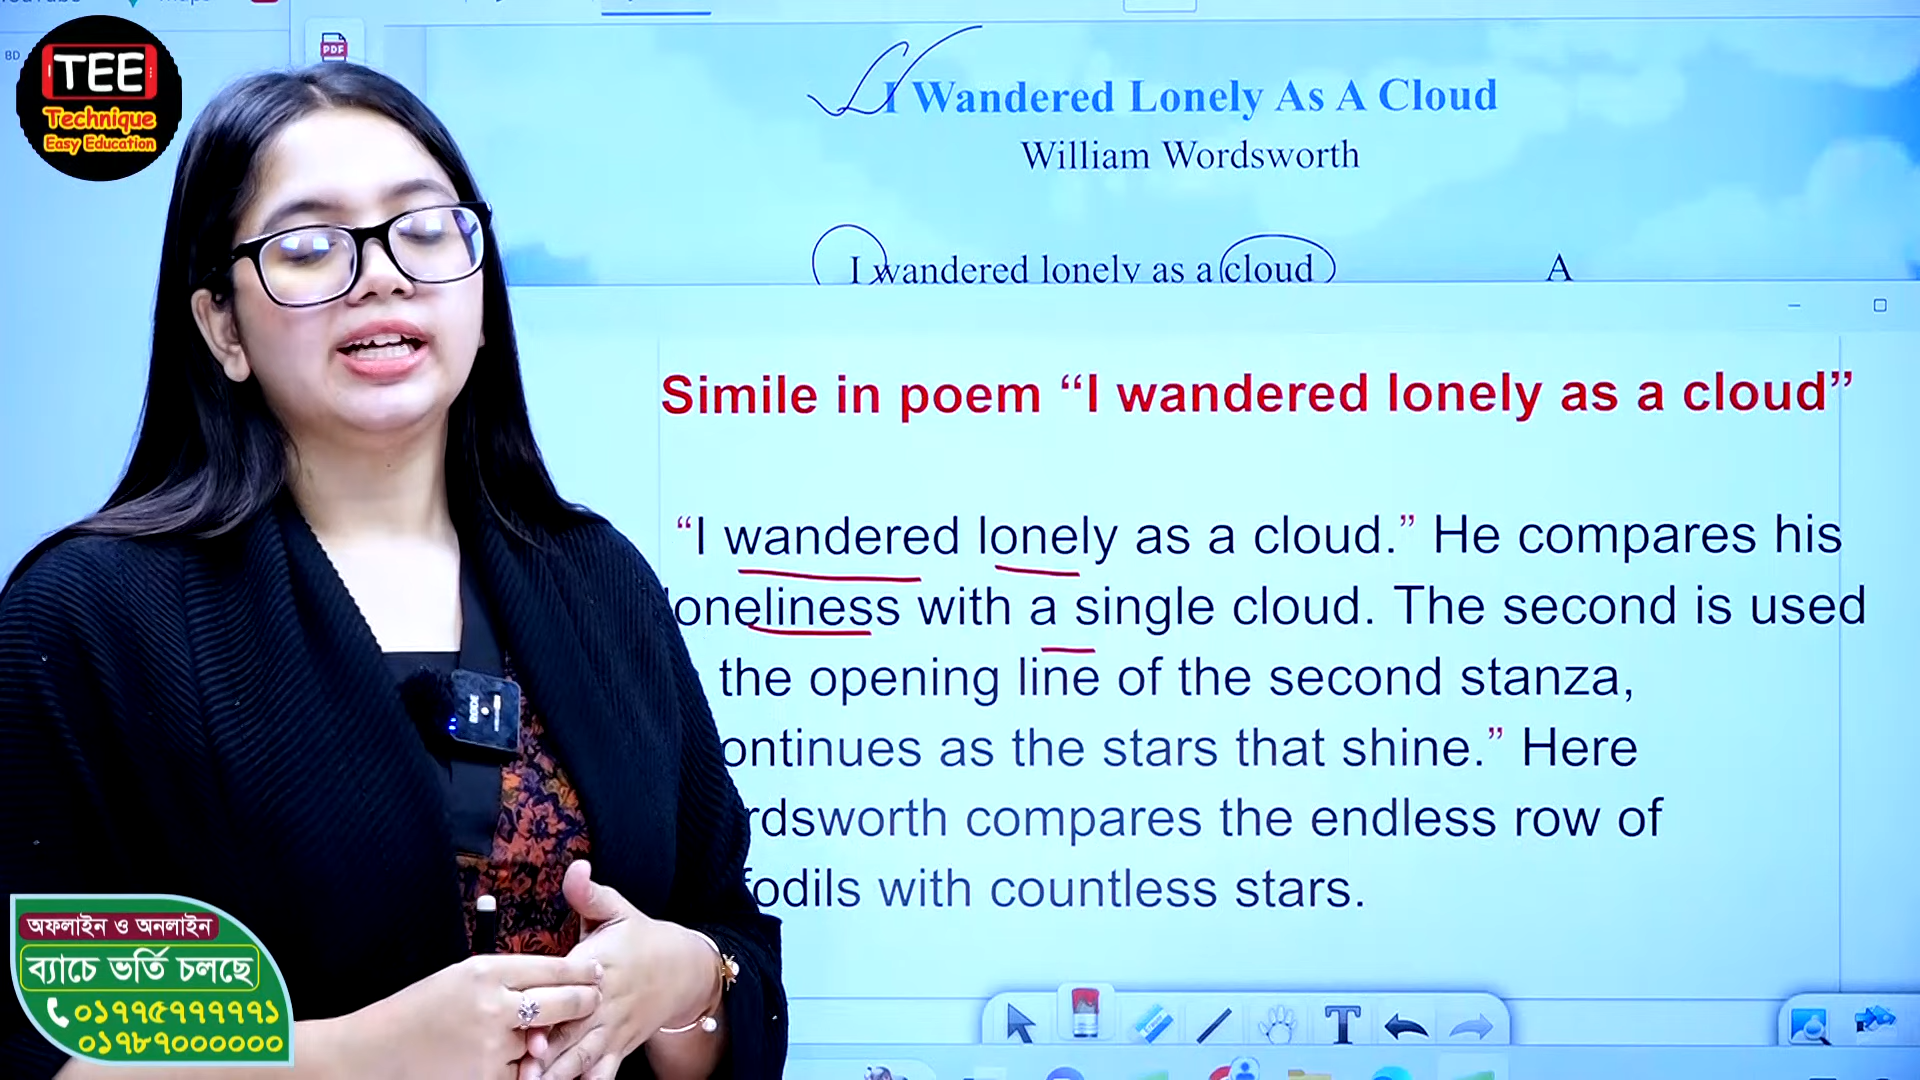 TEE
Technique
Easy Education
PDF
I Wandered Lonely As A Cloud
William Wordsworth
I wandered lonely as a cloud A
Simile in poem “I wandered lonely as a cloud”
“I wandered lonely as a cloud.” He compares his
loneliness with a single cloud. The second is used
the opening line of the second stanza,
ontinues as the stars that shine.” Here
rdsworth compares the endless row of
fodils with countless stars.
RODE
অফলাইন ও অনলাইন
ব্যাচে ভর্তি চলছে
০১৭৭৫৭৭৭৭৭১
০১৭৮৭০০০০০০
T